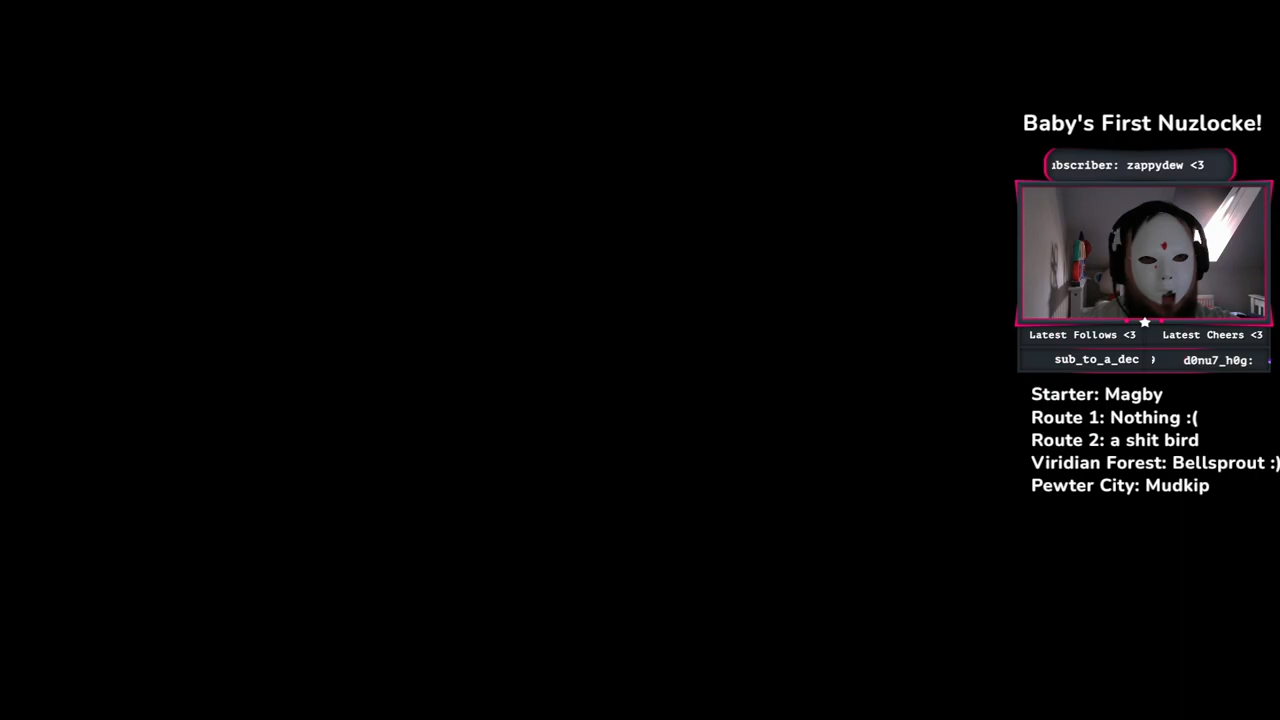 Baby's First Nuzlocke!
ubscriber: zappydew <3
Latest Follows <3
Latest Cheers <3
sub_to_a_dec
d0nu7_h0g:
Starter: Magby
Route 1: Nothing :(
Route 2: a shit bird
Viridian Forest: Bellsprout :)
Pewter City: Mudkip